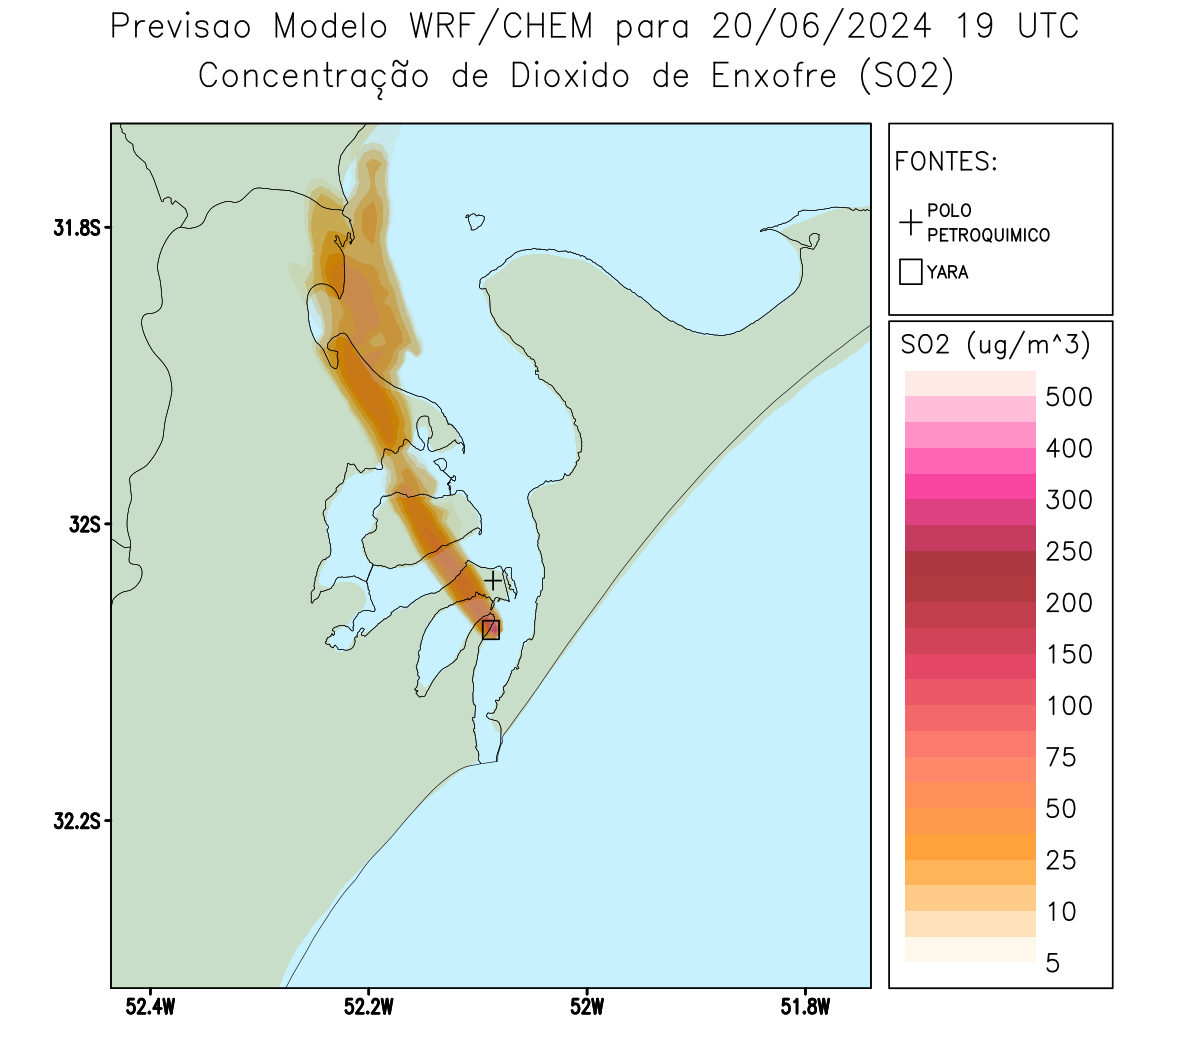 Previsao Modelo WRF/CHEM para 20/06/2024 19 UTC
Concentração de Dioxido de Enxofre (SO2)
FONTES:
POLO
PETROQUIMICO
YARA
SO2 (ug/m^3)
500
400
300
250
200
150
100
75
50
25
10
5
31.8S
32S
32.2S
52.4W
52.2W
52W
51.8W